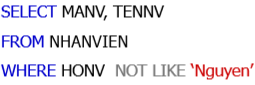 SELECT MANV, TENNV
FROM NHANVIEN
WHERE HONV NOT LIKE ‘Nguyen’